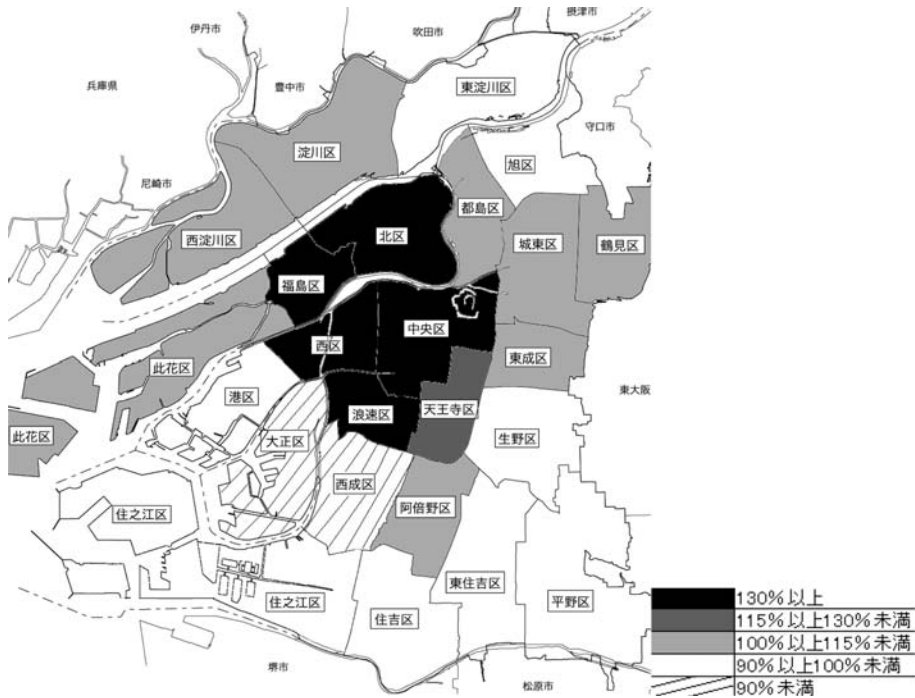 摂津市
伊丹市
吹田市
兵庫県
豊中市
東淀川区
守口市
淀川区
旭区
尼崎市
都島区
西淀川区
北区
城東区
鶴見区
福島区
中央区
西区
東成区
此花区
東大阪
港区
天王寺区
浪速区
此花区
大正区
生野区
西成区
阿倍野区
住之江区
東住吉区
住之江区
平野区
住吉区
堺市
松原市
130%以上
115%以上130%未満
100%以上115%未満
90%以上100%未満
90%未満